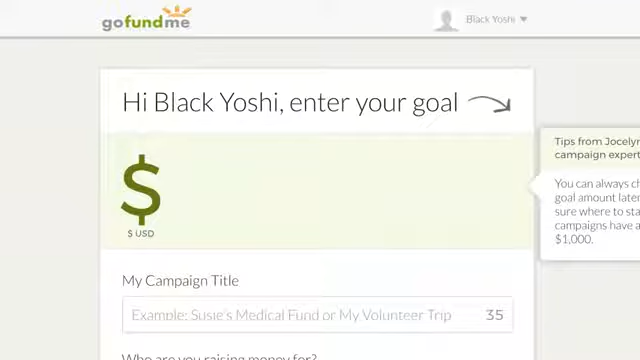 gofundme
Black Yoshi
Hi Black Yoshi, enter your goal
Tips from Jocelyn
campaign expert
$
$ USD
You can always ch
goal amount later
sure where to sta
campaigns have a
$1,000.
My Campaign Title
Example: Susie's Medical Fund or My Volunteer Trip 35
Who are you raising money for?